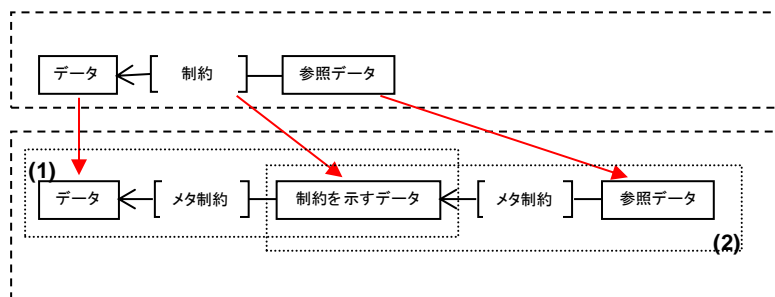 データ 制約 参照データ
(1)
データ メタ制約 制約を示すデータ メタ制約 参照データ
(2)